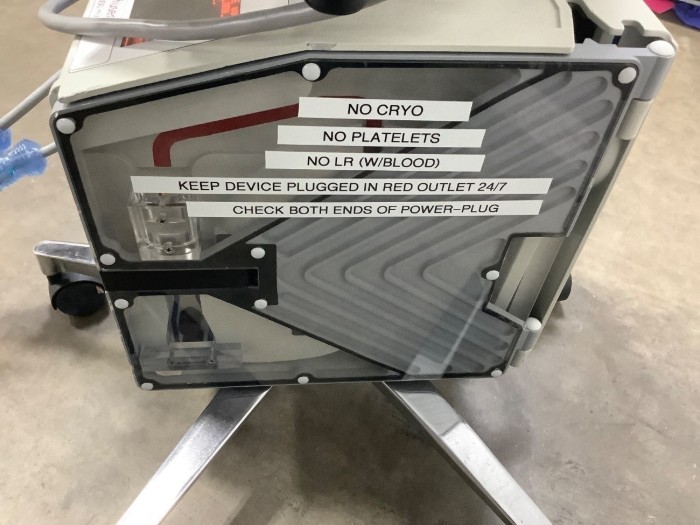 NO CRYO
NO PLATELETS
NO LR (W/BLOOD)
KEEP DEVICE PLUGGED IN RED OUTLET 24/7
CHECK BOTH ENDS OF POWER-PLUG